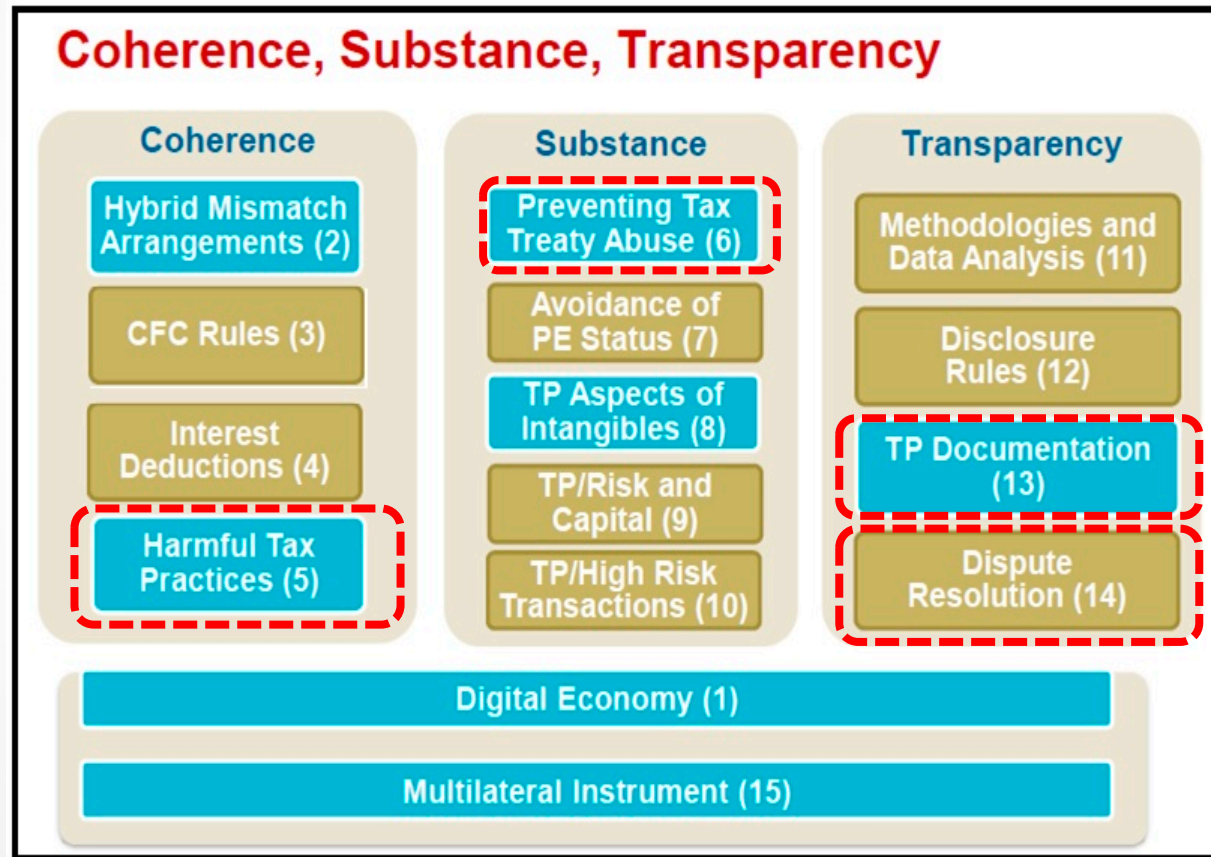 Coherence, Substance, Transparency
Coherence
Hybrid Mismatch
Arrangements (2)
CFC Rules (3)
Interest
Deductions (4)
Harmful Tax
Practices (5)
Substance
Preventing Tax
Treaty Abuse (6)
Avoidance of
PE Status (7)
TP Aspects of
Intangibles (8)
TP/Risk and
Capital (9)
TP/High Risk
Transactions (10)
Transparency
Methodologies and
Data Analysis (11)
Disclosure
Rules (12)
TP Documentation
(13)
Dispute
Resolution (14)
Digital Economy (1)
Multilateral Instrument (15)